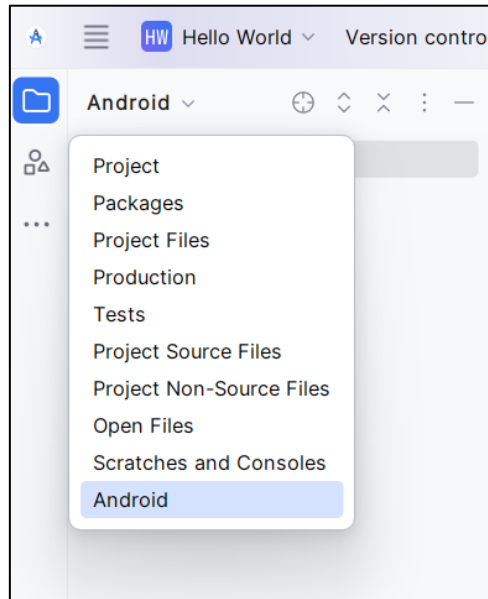 HW Hello World Version contro
Android
Project
Packages
Project Files
Production
Tests
Project Source Files
Project Non-Source Files
Open Files
Scratches and Consoles
Android